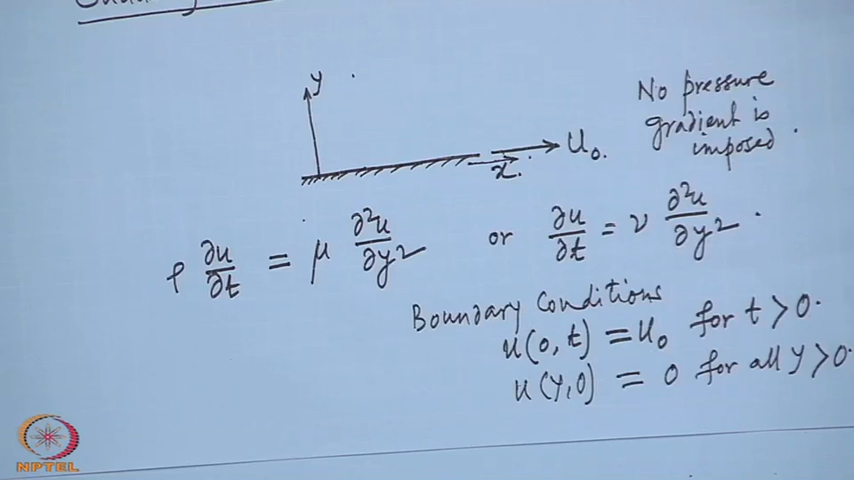 y
No pressure
gradient is
imposed.
U₀.
x.
ρ ∂u/∂t = μ ∂²u/∂y² or ∂u/∂t = ν ∂²u/∂y².
Boundary Conditions
u(0, t) = U₀ for t > 0.
u(y, 0) = 0 for all y > 0.
NPTEL